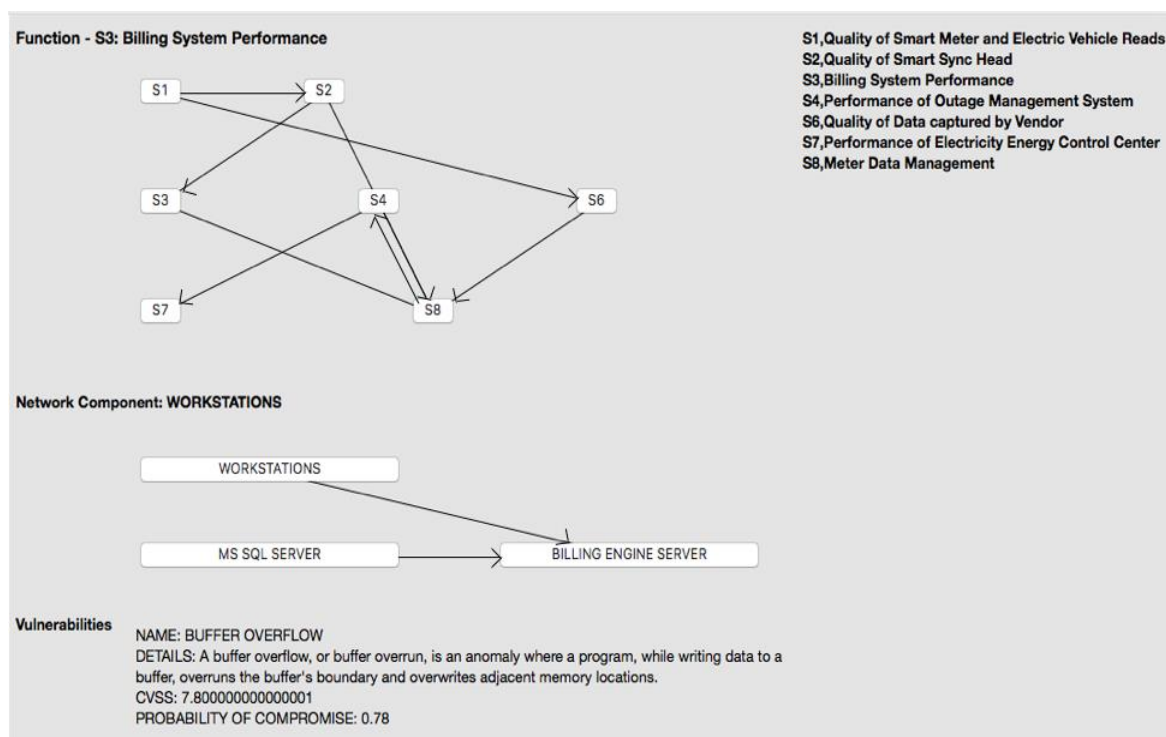 Function - S3: Billing System Performance
S1,Quality of Smart Meter and Electric Vehicle Reads
S2,Quality of Smart Sync Head
S3,Billing System Performance
S4,Performance of Outage Management System
S6,Quality of Data captured by Vendor
S7,Performance of Electricity Energy Control Center
S8,Meter Data Management
S1 S2
S3 S4 S6
S7 S8
Network Component: WORKSTATIONS
WORKSTATIONS
MS SQL SERVER BILLING ENGINE SERVER
Vulnerabilities
NAME: BUFFER OVERFLOW
DETAILS: A buffer overflow, or buffer overrun, is an anomaly where a program, while writing data to a
buffer, overruns the buffer's boundary and overwrites adjacent memory locations.
CVSS: 7.800000000000001
PROBABILITY OF COMPROMISE: 0.78